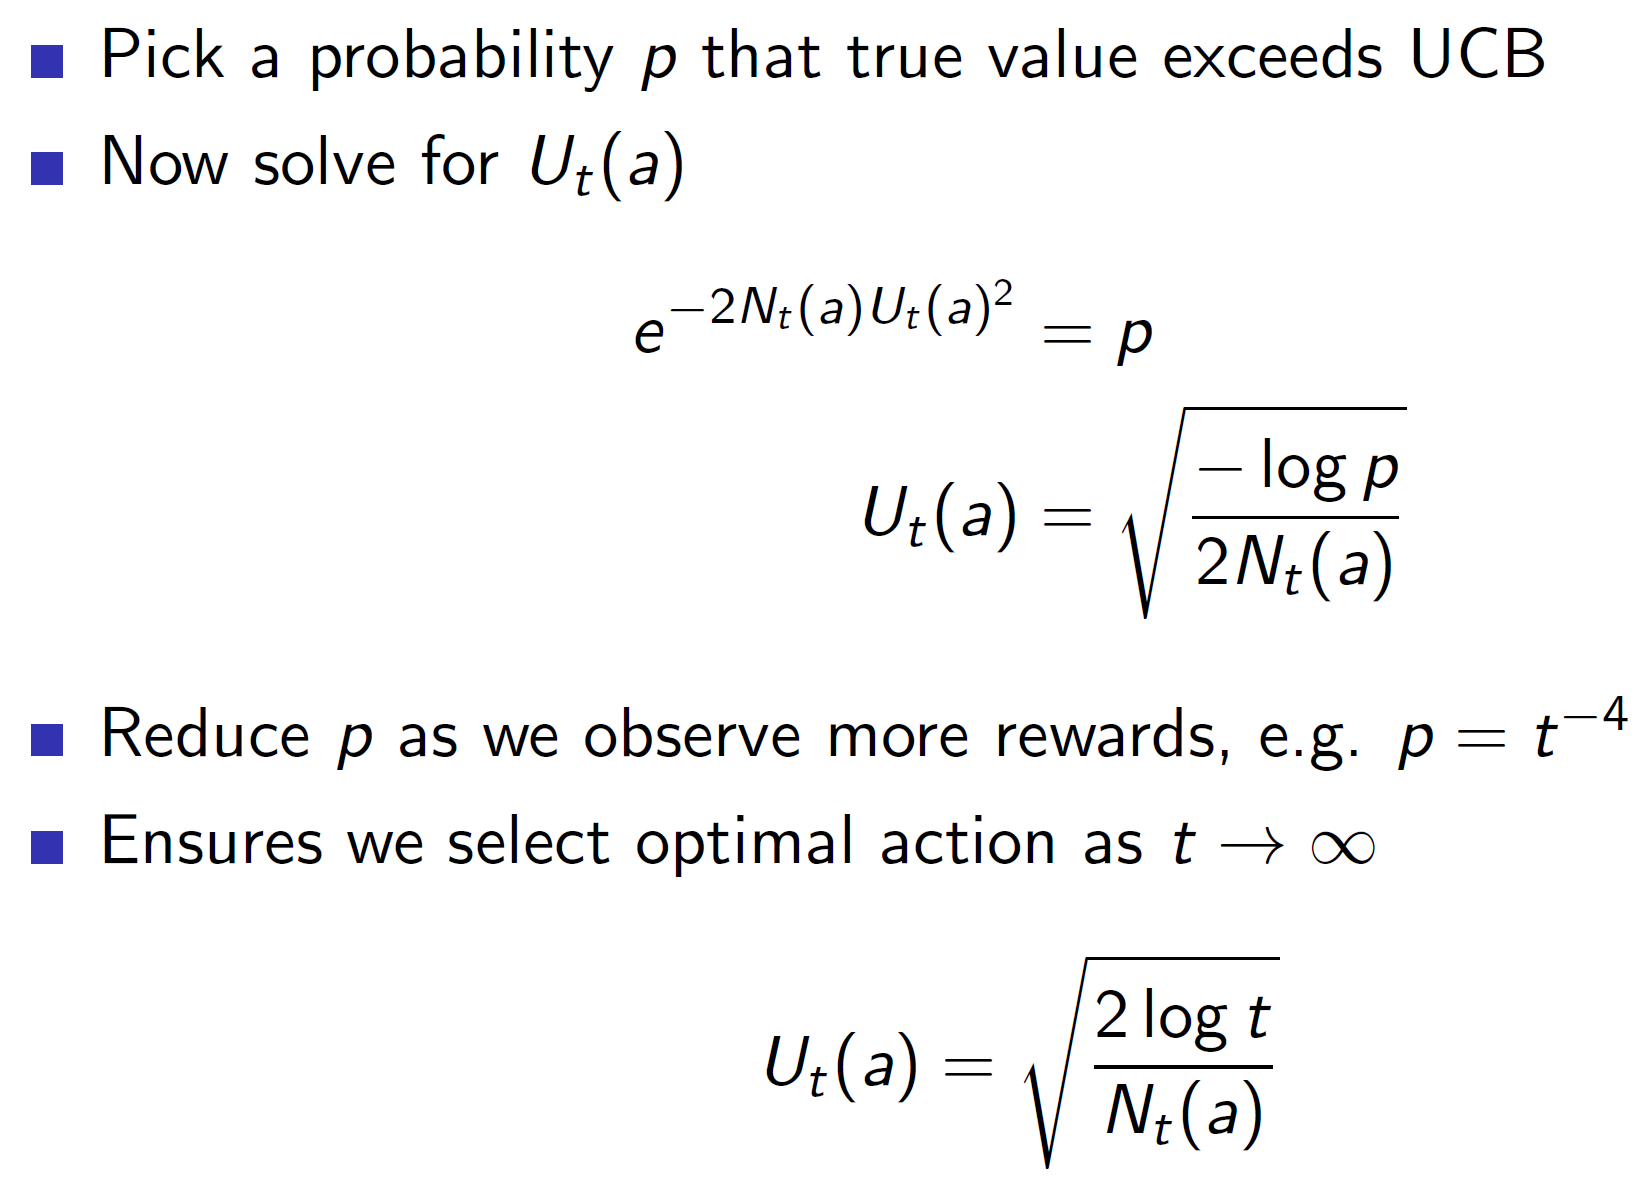 ■ Pick a probability p that true value exceeds UCB
■ Now solve for U_t(a)
e^{−2N_t(a)U_t(a)^2} = p
U_t(a) = \sqrt{\frac{−log p}{2N_t(a)}}
■ Reduce p as we observe more rewards, e.g. p = t^{−4}
■ Ensures we select optimal action as t → ∞
U_t(a) = \sqrt{\frac{2 log t}{N_t(a)}}